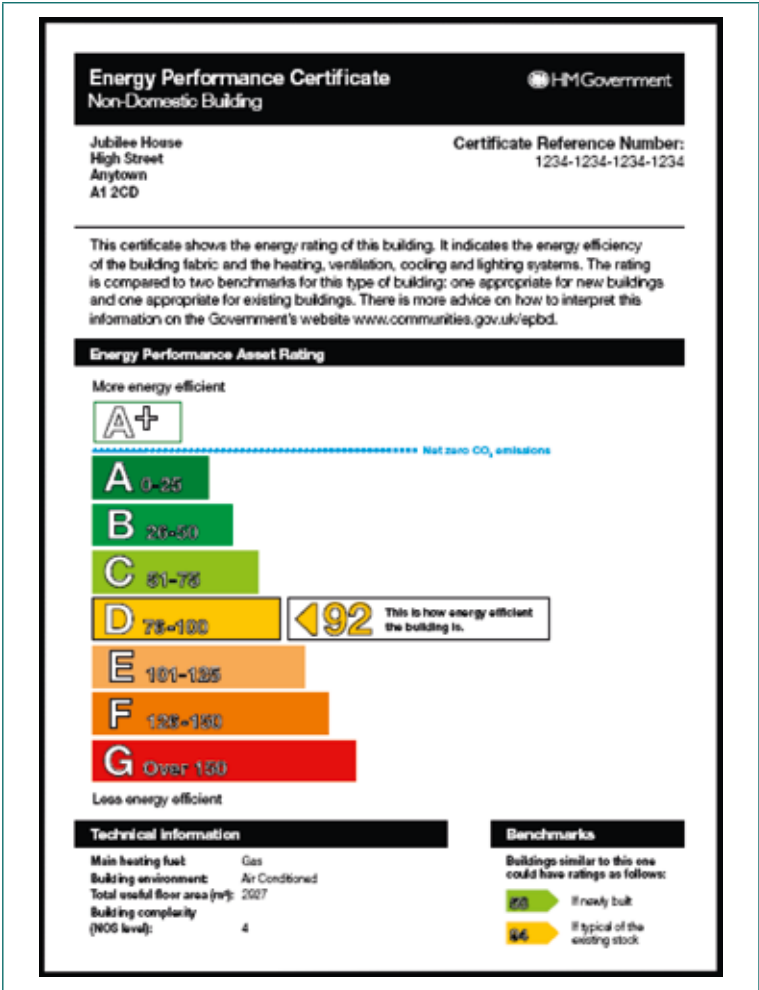 Energy Performance Certificate
HM Government
Non-Domestic Building
Jubilee House
High Street
Anytown
A1 2CD
Certificate Reference Number:
1234-1234-1234-1234
This certificate shows the energy rating of this building. It indicates the energy efficiency
of the building fabric and the heating, ventilation, cooling and lighting systems. The rating
is compared to two benchmarks for this type of building: one appropriate for new buildings
and one appropriate for existing buildings. There is more advice on how to interpret this
information on the Government's website www.communities.gov.uk/epbd.
Energy Performance Asset Rating
More energy efficient
A+
Net zero CO₂ emissions
A 0-25
B 26-50
C 51-75
D 76-100
92 This is how energy efficient
the building is.
E 101-125
F 126-150
G Over 150
Less energy efficient
Technical information
Main heating fuel: Gas
Building environment: Air Conditioned
Total useful floor area (m²): 2927
Building complexity
(NOS level): 4
Benchmarks
Buildings similar to this one
could have ratings as follows:
If newly built
If typical of the
existing stock